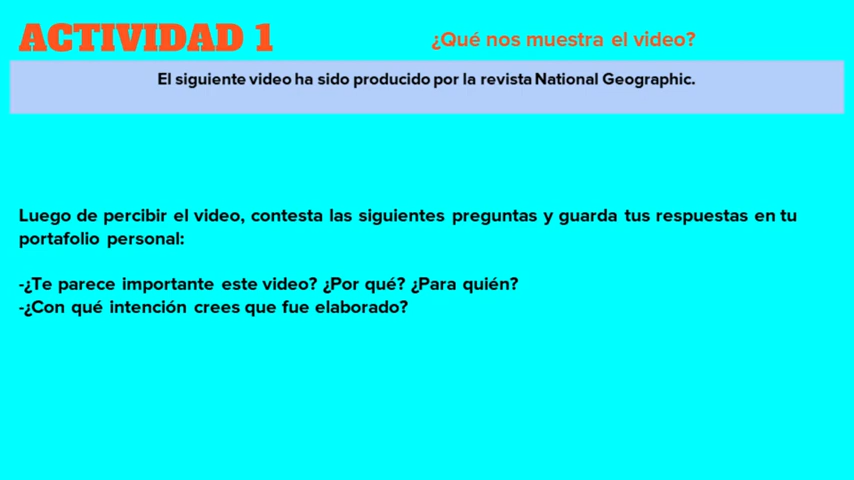 ACTIVIDAD 1
¿Qué nos muestra el video?
El siguiente video ha sido producido por la revista National Geographic.
Luego de percibir el video, contesta las siguientes preguntas y guarda tus respuestas en tu
portafolio personal:
-¿Te parece importante este video? ¿Por qué? ¿Para quién?
-¿Con qué intención crees que fue elaborado?